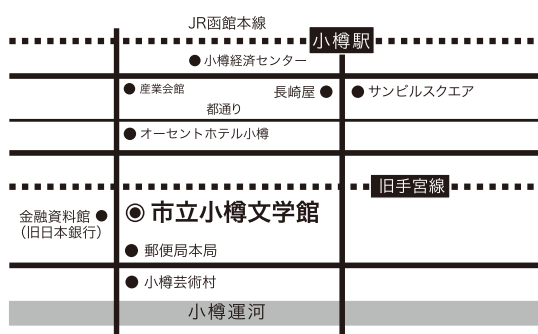 JR函館本線
小樽駅
小樽経済センター
産業会館
長崎屋
サンビルスクエア
都通り
オーセントホテル小樽
旧手宮線
金融資料館
(旧日本銀行)
市立小樽文学館
郵便局本局
小樽芸術村
小樽運河